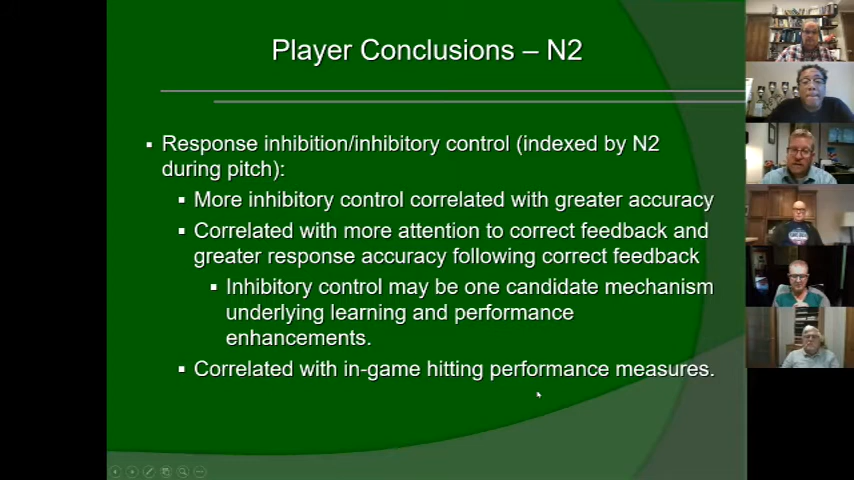 Player Conclusions – N2
▪ Response inhibition/inhibitory control (indexed by N2
during pitch):
▪ More inhibitory control correlated with greater accuracy
▪ Correlated with more attention to correct feedback and
greater response accuracy following correct feedback
▪ Inhibitory control may be one candidate mechanism
underlying learning and performance
enhancements.
▪ Correlated with in-game hitting performance measures.